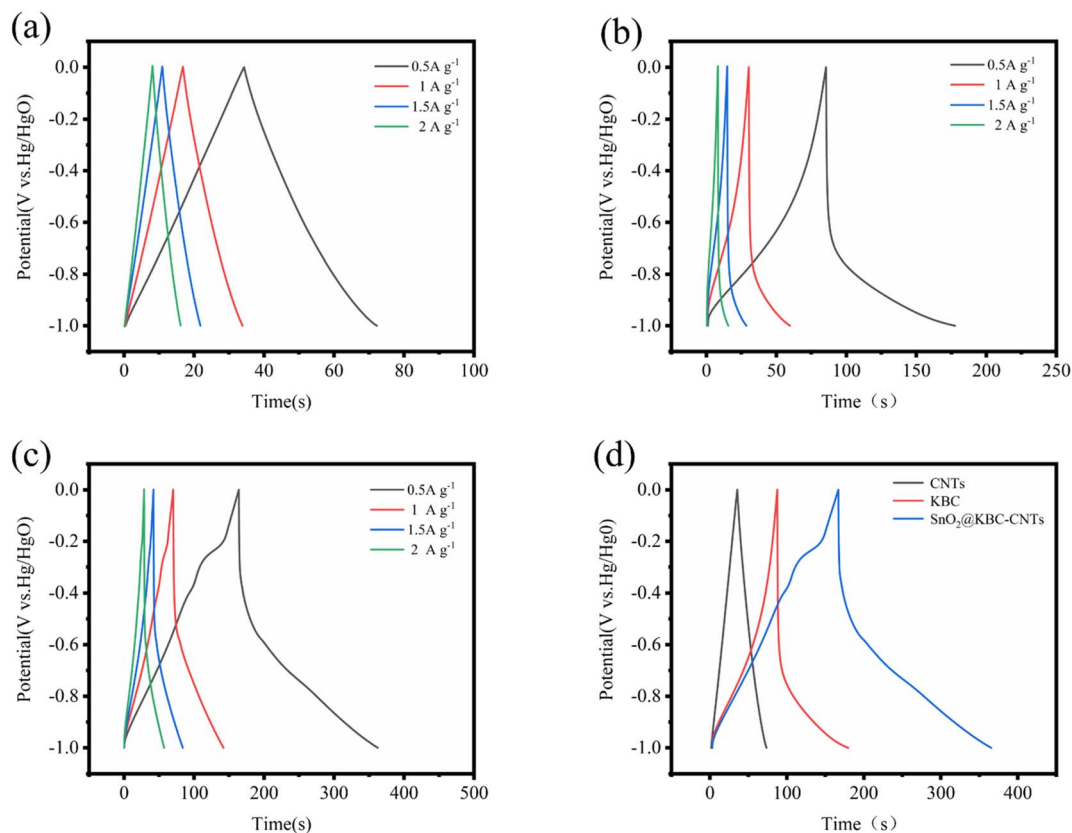 (a)
0.0
-0.2
-0.4
-0.6
-0.8
-1.0
Potential(V vs.Hg/HgO)
0.5A g⁻¹
1 A g⁻¹
1.5A g⁻¹
2 A g⁻¹
0 20 40 60 80 100
Time(s)
(b)
0.0
-0.2
-0.4
-0.6
-0.8
-1.0
Potential(V vs.Hg/HgO)
0.5A g⁻¹
1 A g⁻¹
1.5A g⁻¹
2 A g⁻¹
0 50 100 150 200 250
Time（s）
(c)
0.0
-0.2
-0.4
-0.6
-0.8
-1.0
Potential(V vs.Hg/HgO)
0.5A g⁻¹
1 A g⁻¹
1.5A g⁻¹
2 A g⁻¹
0 100 200 300 400 500
Time(s)
(d)
0.0
-0.2
-0.4
-0.6
-0.8
-1.0
Potential(V vs.Hg/Hg0)
CNTs
KBC
SnO₂@KBC-CNTs
0 100 200 300 400
Time（s）